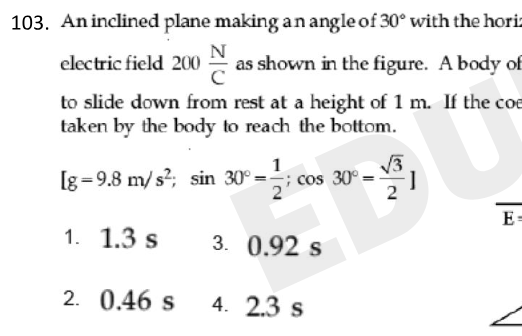 103. An inclined plane making an angle of 30° with the
electric field 200 N/C as shown in the figure. A body of
to slide down from rest at a height of 1 m. If the
taken by the body to reach the bottom.
[g = 9.8 m/s²; sin 30° = 1/2; cos 30° = √3/2]
E=
1. 1.3 s 3. 0.92 s
2. 0.46 s 4. 2.3 s
EDU